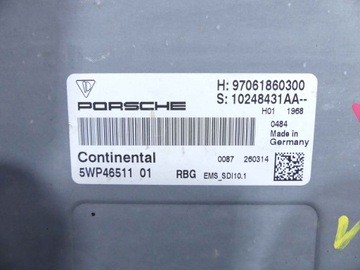 H: 97061860300
PORSCHE
S: 10248431AA--
H01 1968
0484
Made in
Germany
Continental
0087 260314
5WP46511 01
RBG EMS_SDI10.1